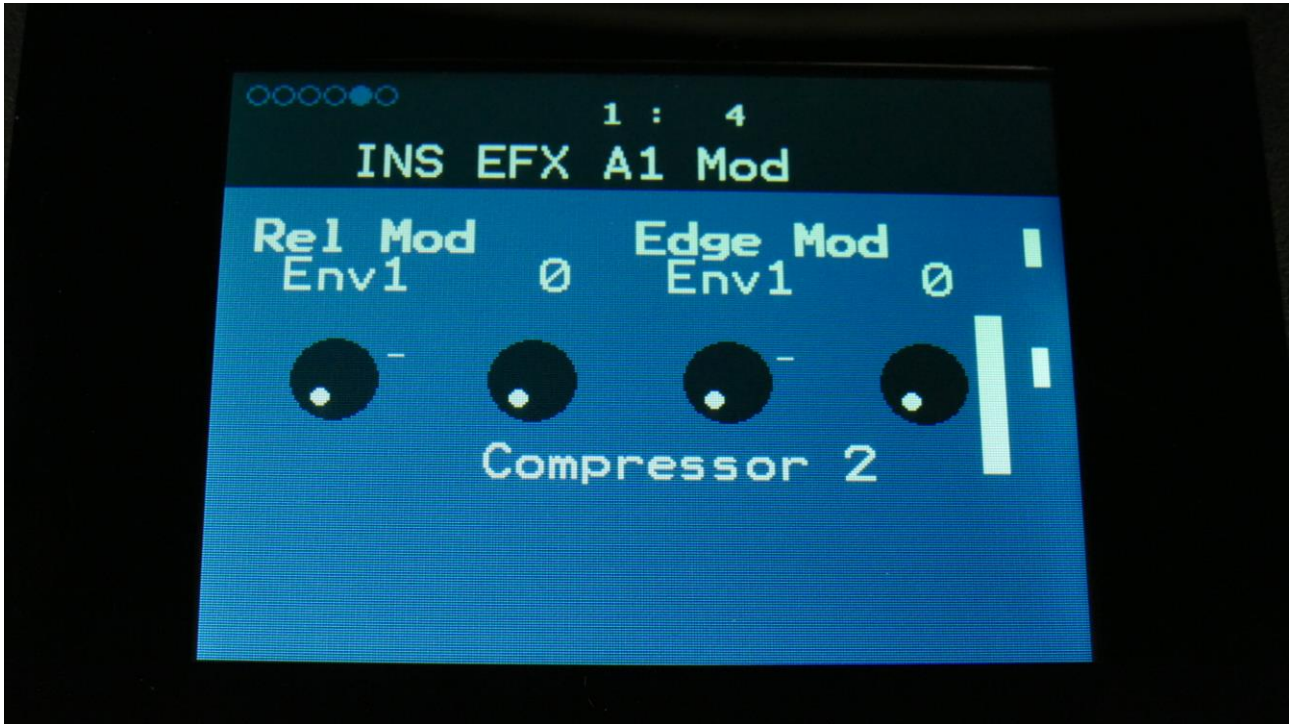 1 : 4
INS EFX A1 Mod
Rel Mod Edge Mod
Env1 0 Env1 0
Compressor 2